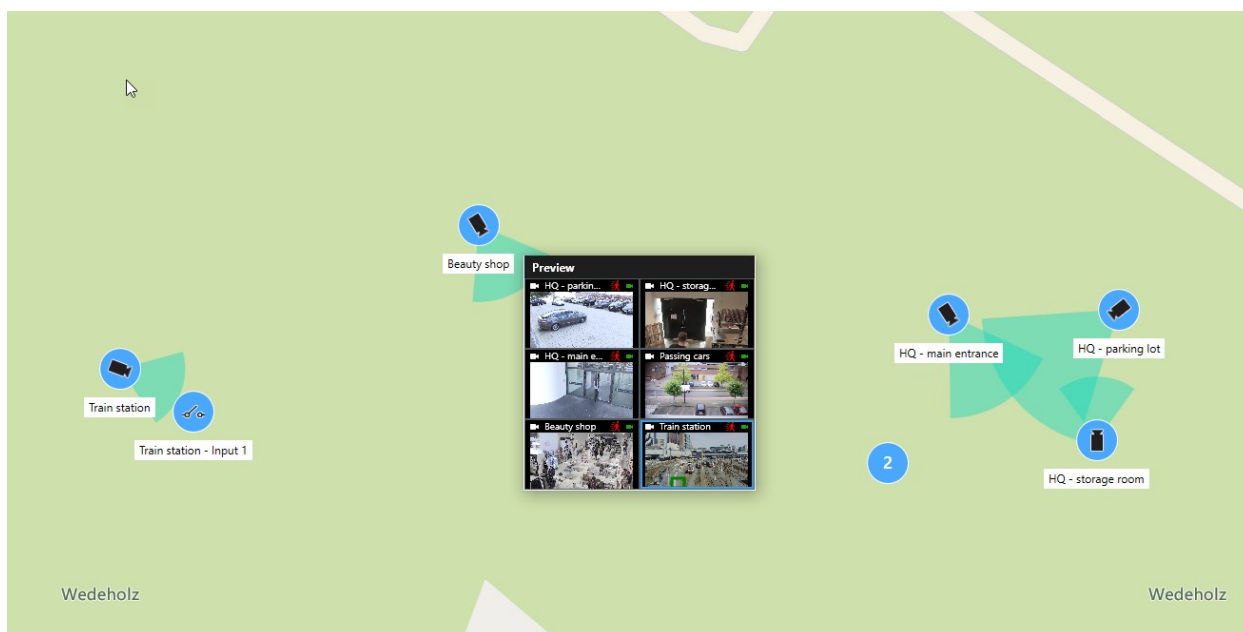 Beauty shop
Preview
HQ - parkin...
HQ - storag...
HQ - main e...
Passing cars
Beauty shop
Train station
HQ - main entrance
HQ - parking lot
Train station
Train station - Input 1
2
HQ - storage room
Wedeholz
Wedeholz